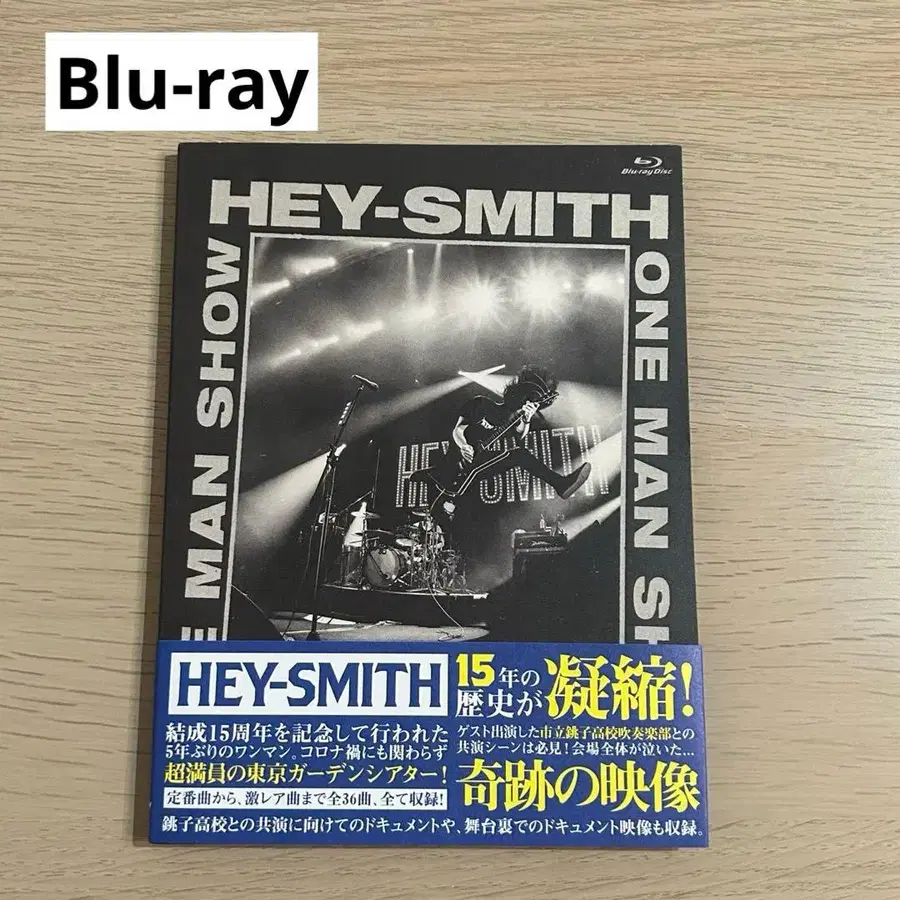 Blu-ray
Blu-ray Disc
HEY-SMITH
ONE MAN SH
E MAN SHOW
HEY-SMITH
HEY-SMITH
15年の歴史が凝縮!
結成15周年を記念して行われた
5年ぶりのワンマン。コロナ禍にも関わらず
超満員の東京ガーデンシアター!
定番曲から、激レア曲まで全36曲、全て収録!
ゲスト出演した市立銚子高校吹奏楽部との
共演シーンは必見!会場全体が泣いた…
奇跡の映像
銚子高校との共演に向けてのドキュメントや、舞台裏でのドキュメント映像も収録。